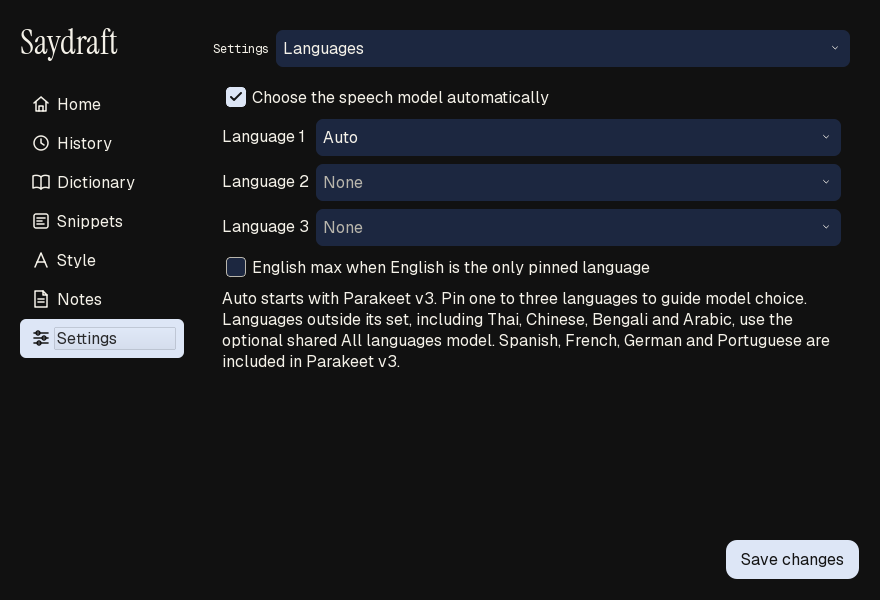 Saydraft
Settings
Languages
Home
History
Dictionary
Snippets
Style
Notes
Settings
Choose the speech model automatically
Language 1
Auto
Language 2
None
Language 3
None
English max when English is the only pinned language
Auto starts with Parakeet v3. Pin one to three languages to guide model choice.
Languages outside its set, including Thai, Chinese, Bengali and Arabic, use the
optional shared All languages model. Spanish, French, German and Portuguese are
included in Parakeet v3.
Save changes